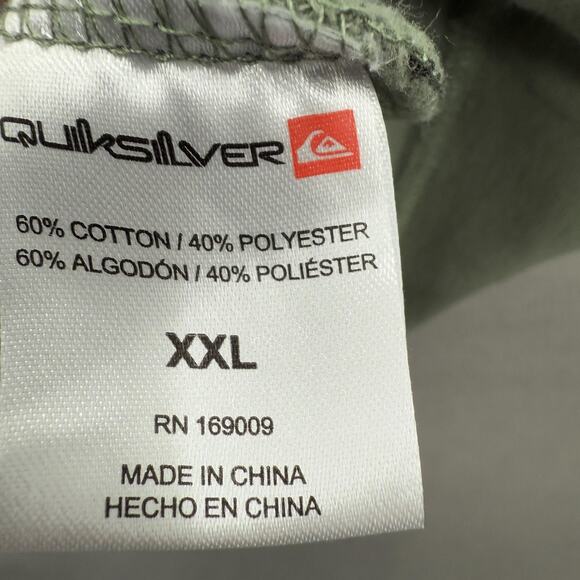 QUIKSILVER
60% COTTON / 40% POLYESTER
60% ALGODÓN / 40% POLIÉSTER
XXL
RN 169009
MADE IN CHINA
HECHO EN CHINA